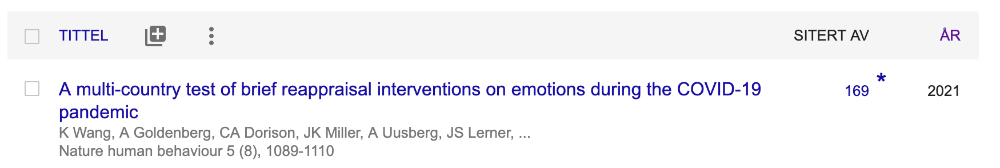 TITTEL SITERT AV ÅR
A multi-country test of brief reappraisal interventions on emotions during the COVID-19 169 * 2021
pandemic
K Wang, A Goldenberg, CA Dorison, JK Miller, A Uusberg, JS Lerner, ...
Nature human behaviour 5 (8), 1089-1110